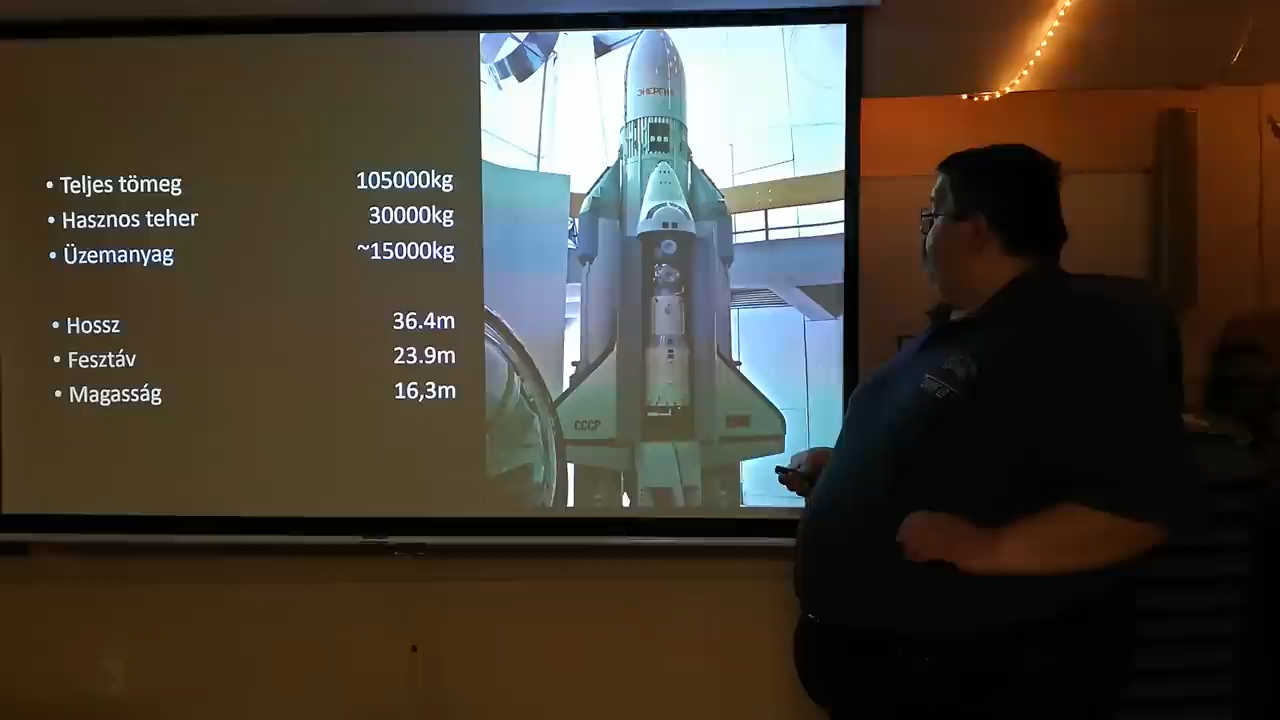 • Teljes tömeg 105000kg
• Hasznos teher 30000kg
• Üzemanyag ~15000kg
• Hossz 36.4m
• Fesztáv 23.9m
• Magasság 16,3m
ЭНЕРГИЯ
СССР